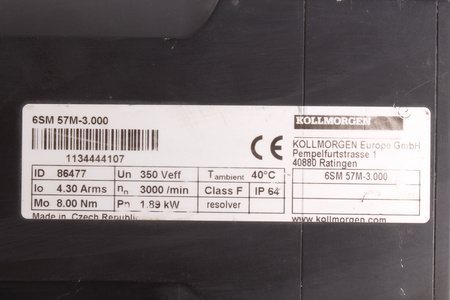 6SM 57M-3.000
1134444107
CE
KOLLMORGEN
KOLLMORGEN Europe GmbH
Pempelfurtstrasse 1
40880 Ratingen
ID 86477 Un 350 Veff Tambient 40°C 6SM 57M-3.000
Io 4.30 Arms nn 3000 /min Class F IP 64
Mo 8.00 Nm Pn 1.89 kW resolver
Made in Czech Republic www.kollmorgen.com